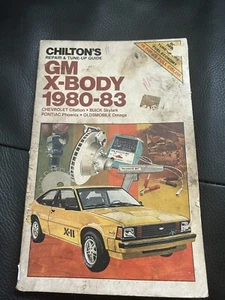 CHILTON'S
REPAIR & TUNE-UP GUIDE
GM
X-BODY
1980-83
CHEVROLET Citation • BUICK Skylark
PONTIAC Phoenix • OLDSMOBILE Omega
X-11